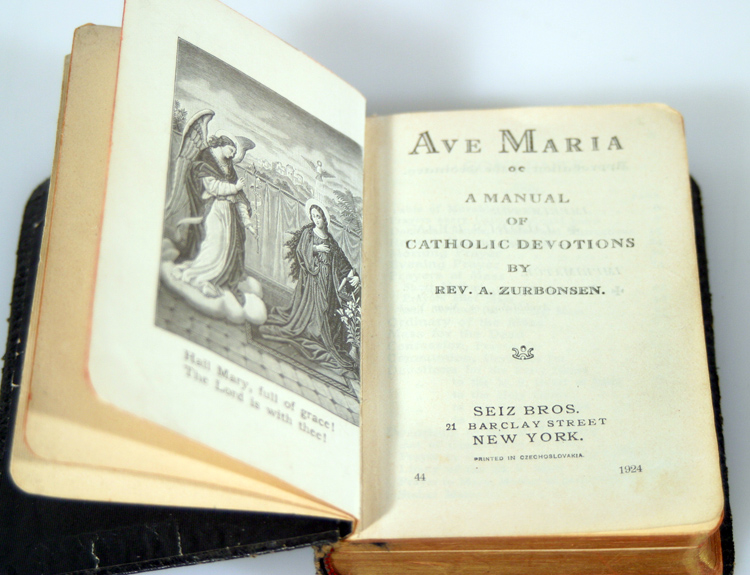 Hail Mary, full of grace!
The Lord is with thee!
AVE MARIA
A MANUAL
OF
CATHOLIC DEVOTIONS
BY
REV. A. ZURBONSEN.
SEIZ BROS.
21 BARCLAY STREET
NEW YORK.
PRINTED IN CZECHOSLOVAKIA.
44 1924